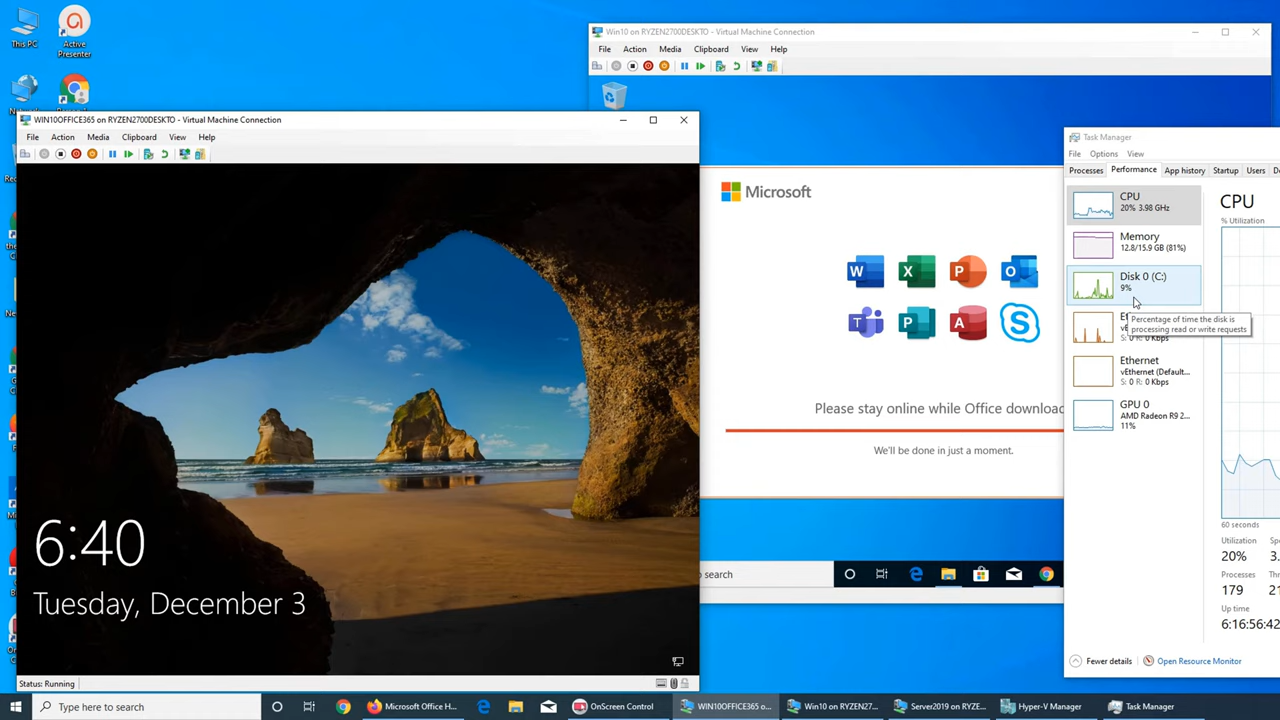 This PC
Active
Presenter
WIN10OFFICE365 on RYZEN2700DESKTO - Virtual Machine Connection
File Action Media Clipboard View Help
6:40
Tuesday, December 3
Status: Running
Win10 on RYZEN2700DESKTO - Virtual Machine Connection
File Action Media Clipboard View Help
Microsoft
Please stay online while Office download
We'll be done in just a moment.
search
Task Manager
File Options View
Processes Performance App history Startup Users
CPU
20% 3.98 GHz
Memory
12.8/15.9 GB (81%)
Disk 0 (C:)
9%
Percentage of time the disk is
processing read or write requests
S: 0 R: 0 Kbps
Ethernet
vEthernet (Default...
S: 0 R: 0 Kbps
GPU 0
AMD Radeon R9 2...
11%
CPU
% Utilization
60 seconds
Utilization
20%
Processes
179
Up time
6:16:56:42
Fewer details Open Resource Monitor
Type here to search
Microsoft Office H...
OnScreen Control
WIN10OFFICE365 o...
Win10 on RYZEN27...
Server2019 on RYZE...
Hyper-V Manager
Task Manager